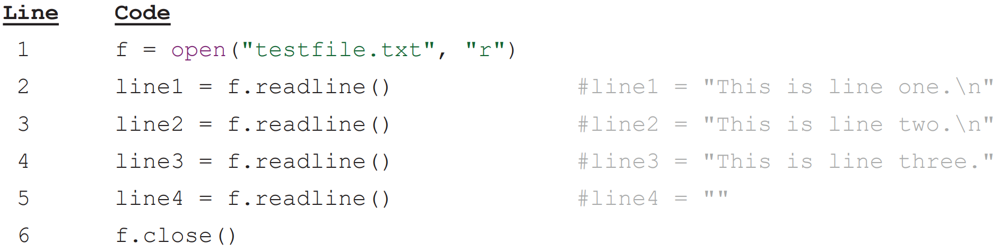 Line Code
1 f = open("testfile.txt", "r")
2 line1 = f.readline() #line1 = "This is line one.\n"
3 line2 = f.readline() #line2 = "This is line two.\n"
4 line3 = f.readline() #line3 = "This is line three."
5 line4 = f.readline() #line4 = ""
6 f.close()